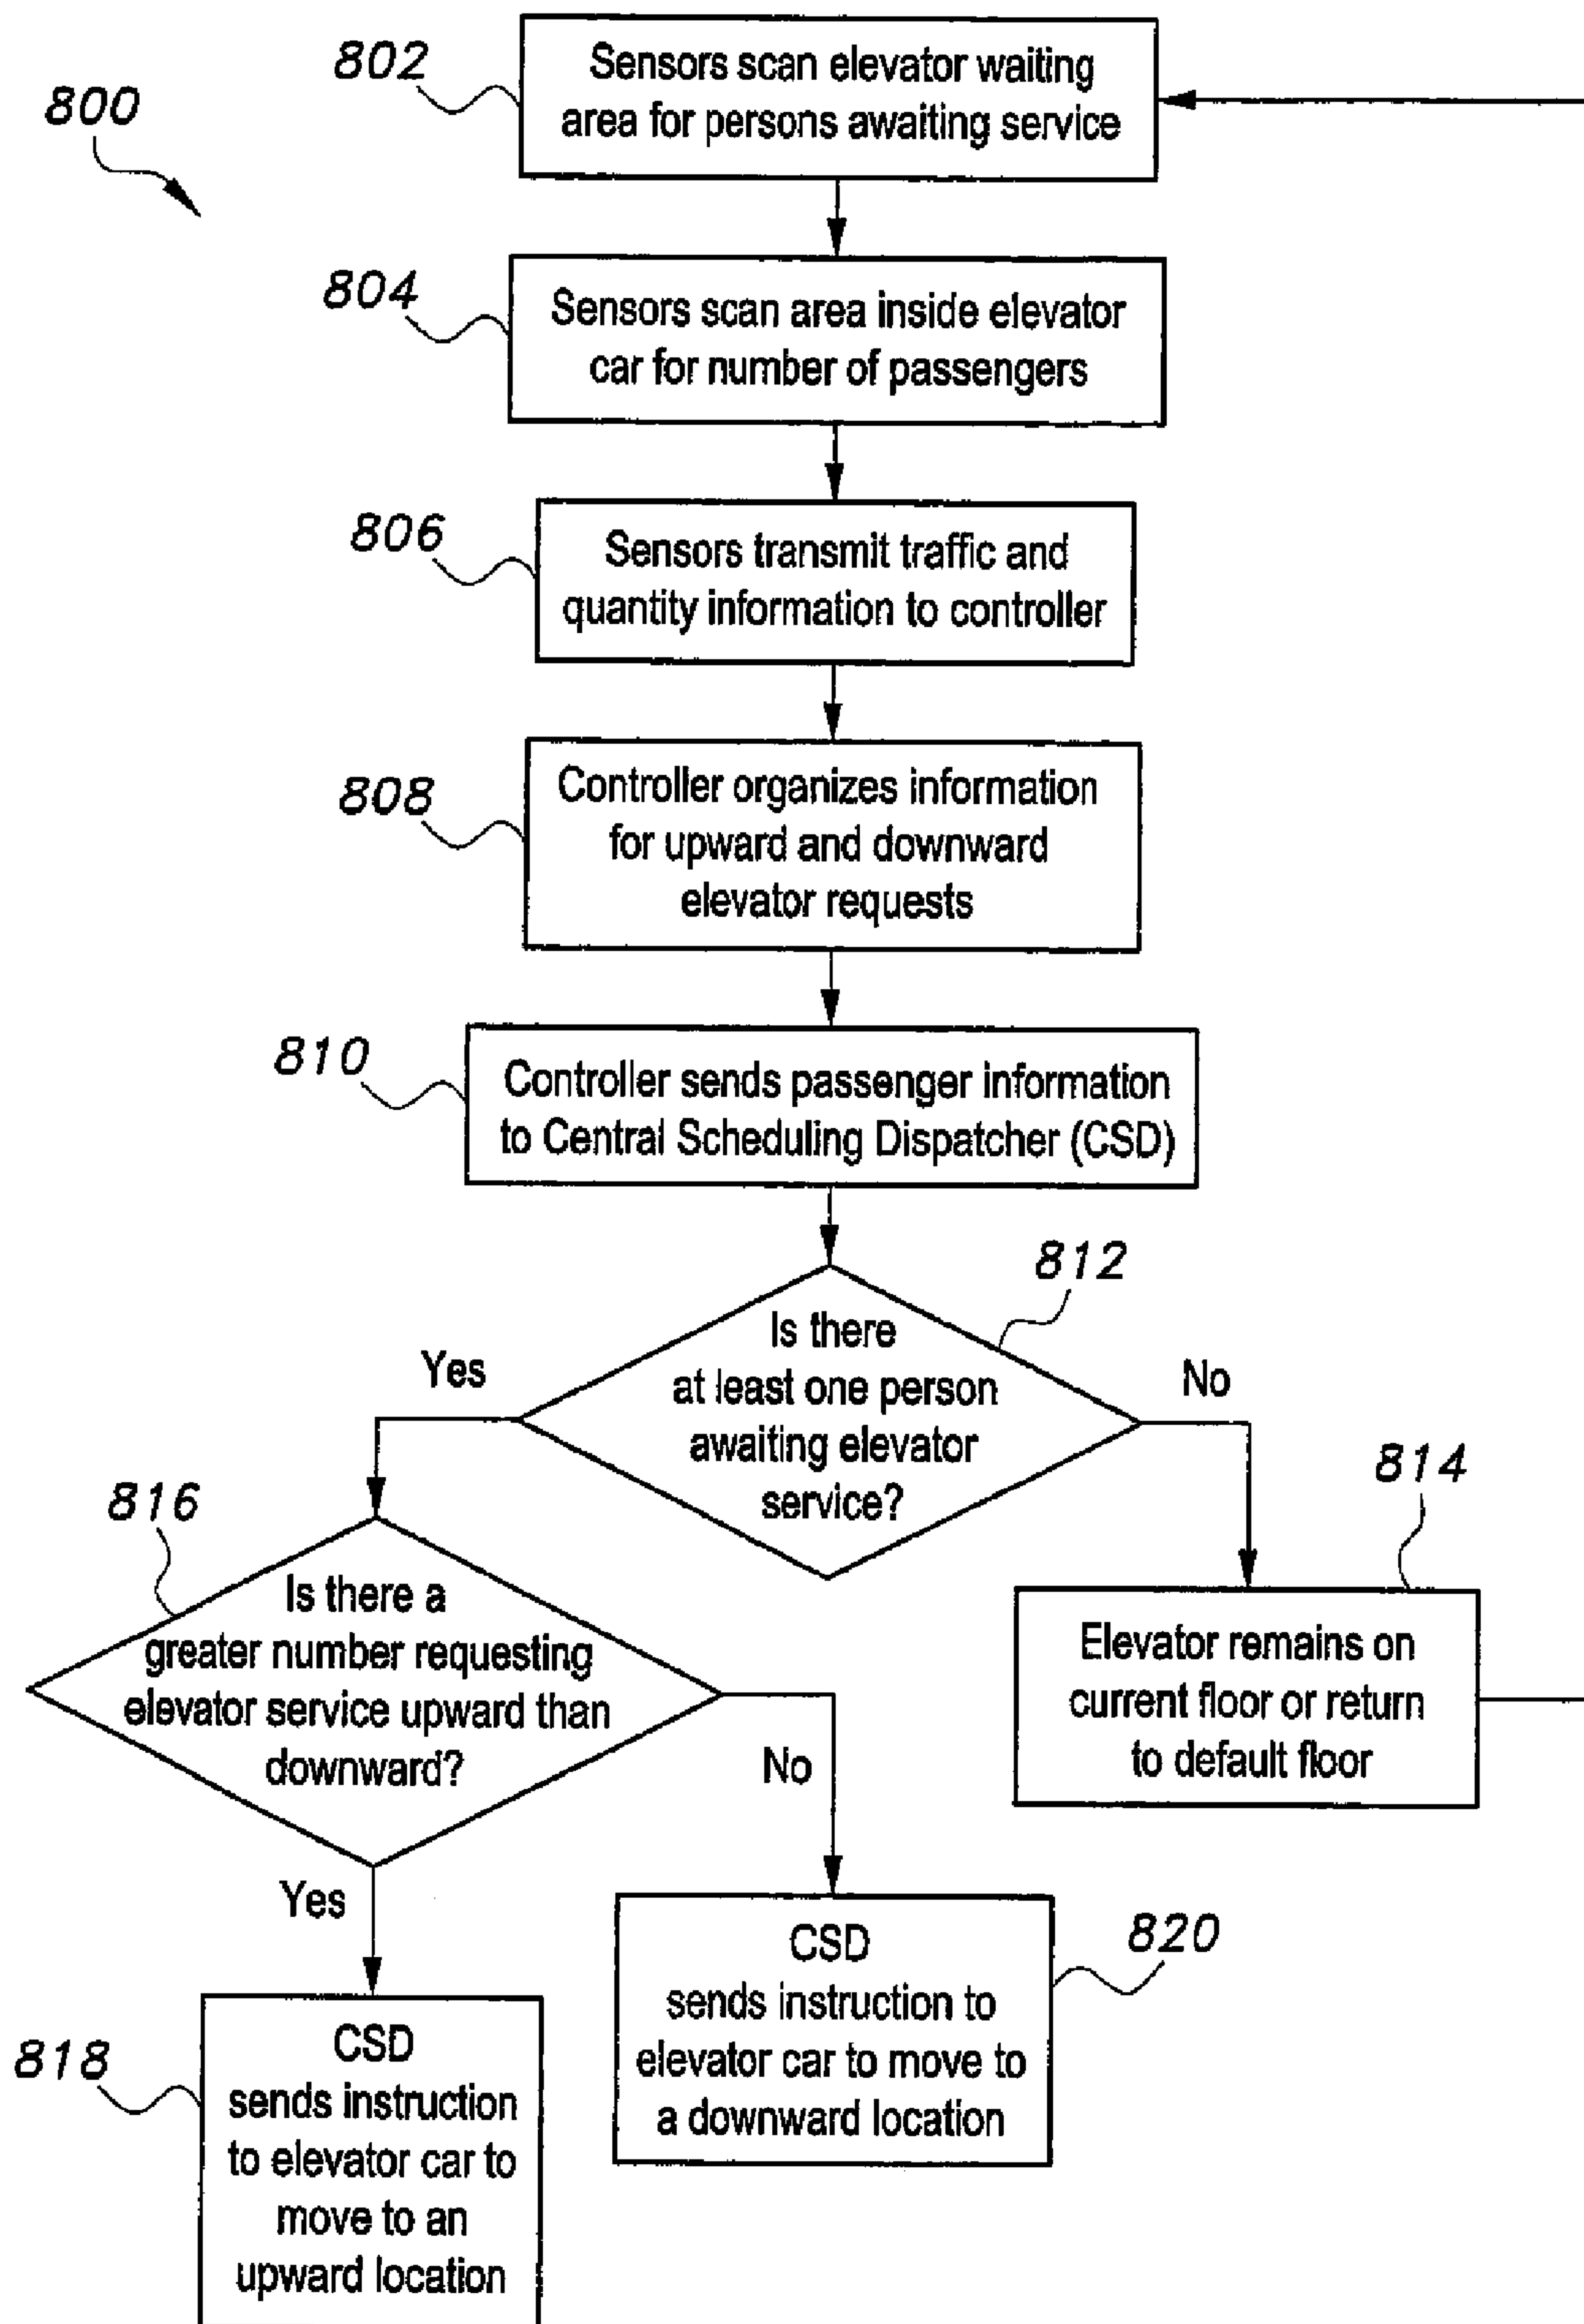 800
802
Sensors scan elevator waiting
area for persons awaiting service
804
Sensors scan area inside elevator
car for number of passengers
806
Sensors transmit traffic and
quantity information to controller
808
Controller organizes information
for upward and downward
elevator requests
810
Controller sends passenger information
to Central Scheduling Dispatcher (CSD)
812
Is there
at least one person
awaiting elevator
service?
Yes
No
814
Elevator remains on
current floor or return
to default floor
816
Is there a
greater number requesting
elevator service upward than
downward?
No
Yes
820
CSD
sends instruction to
elevator car to move to
a downward location
818
CSD
sends instruction
to elevator car to
move to an
upward location